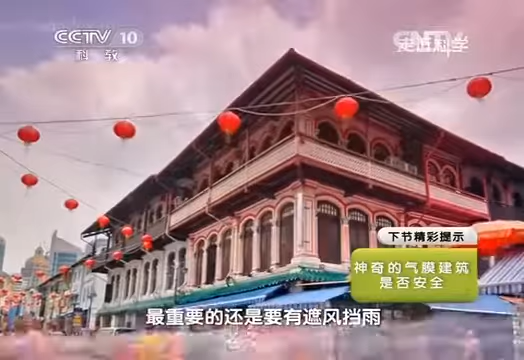 CCTV 10
科教
走近科学
下节精彩提示
神奇的气膜建筑
是否安全
最重要的还是要有遮风挡雨